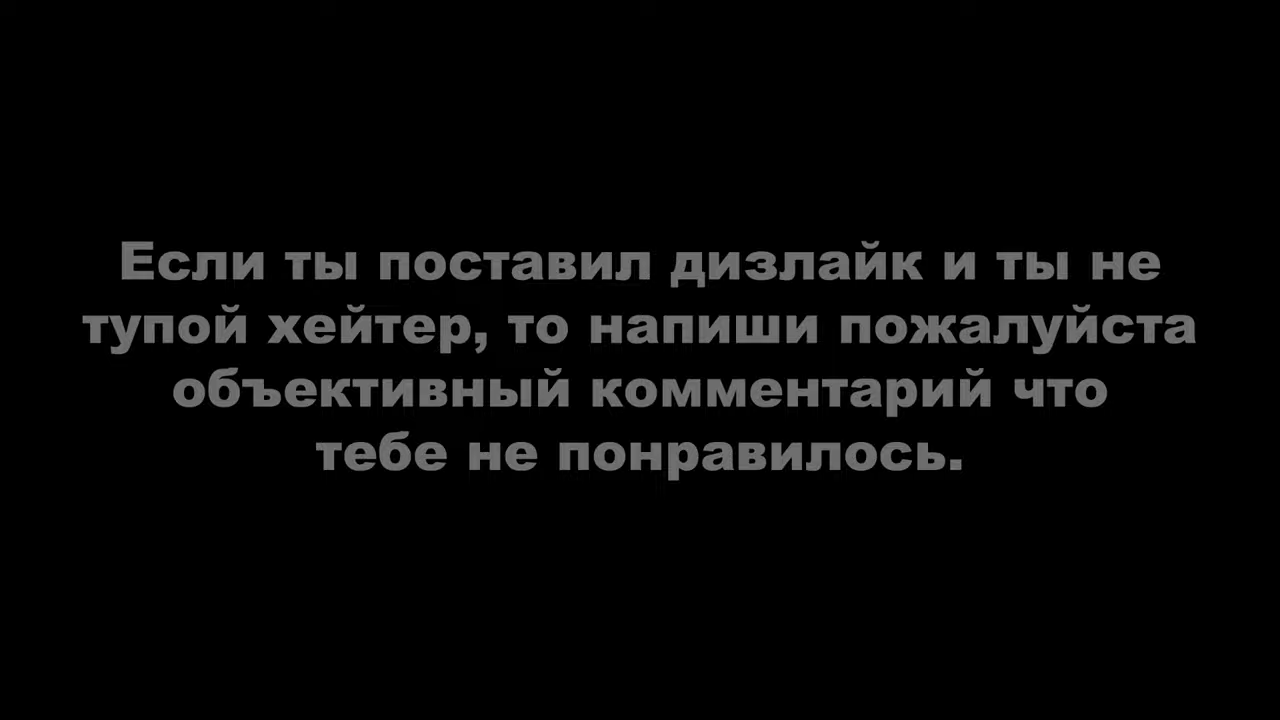 Если ты поставил дизлайк и ты не
тупой хейтер, то напиши пожалуйста
объективный комментарий что
тебе не понравилось.